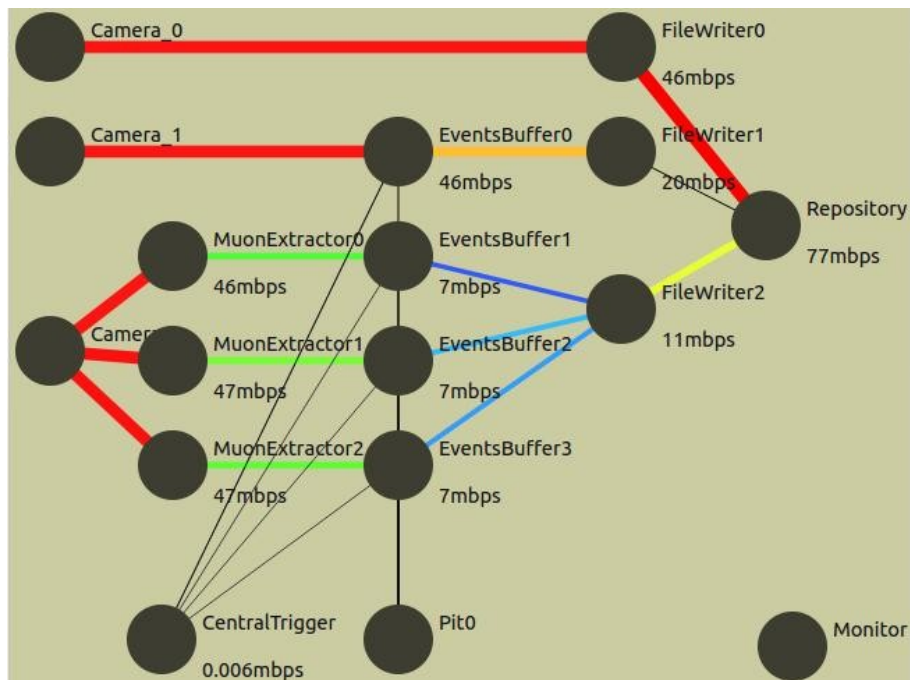 Camera_0
FileWriter0
46mbps
Camera_1
EventsBuffer0
FileWriter1
46mbps
20mbps
Repository
77mbps
MuonExtractor0
EventsBuffer1
46mbps
7mbps
FileWriter2
11mbps
Camera
MuonExtractor1
EventsBuffer2
47mbps
7mbps
MuonExtractor2
EventsBuffer3
47mbps
7mbps
CentralTrigger
Pit0
Monitor
0.006mbps